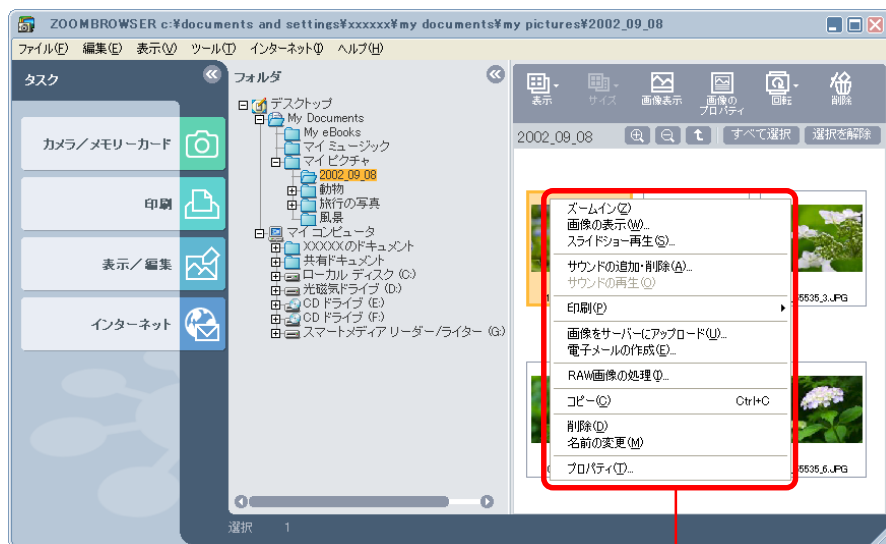 ZOOMBROWSER c:¥documents and settings¥xxxxxx¥my documents¥my pictures¥2002_09_08
ファイル(F) 編集(E) 表示(V) ツール(T) インターネット(I) ヘルプ(H)
タスク
カメラ／メモリーカード
印刷
表示／編集
インターネット
フォルダ
デスクトップ
My Documents
My eBooks
マイ ミュージック
マイ ピクチャ
2002_09_08
動物
旅行の写真
風景
マイ コンピュータ
XXXXXのドキュメント
共有ドキュメント
ローカル ディスク (C:)
光磁気ドライブ (D:)
CD ドライブ (E:)
CD ドライブ (F:)
スマートメディア リーダー/ライター (G:)
表示
サイズ
画像表示
画像の
プロパティ
回転
削除
2002_09_08
すべて選択
選択を解除
ズームイン(Z)
画像の表示(W)...
スライドショー再生(S)...
サウンドの追加・削除(A)...
サウンドの再生(O)
印刷(P)
画像をサーバーにアップロード(U)...
電子メールの作成(E)...
RAW画像の処理(I)...
コピー(C) Ctrl+C
削除(D)
名前の変更(M)
プロパティ(T)...
5535_3.JPG
5535_6.JPG
選択 1